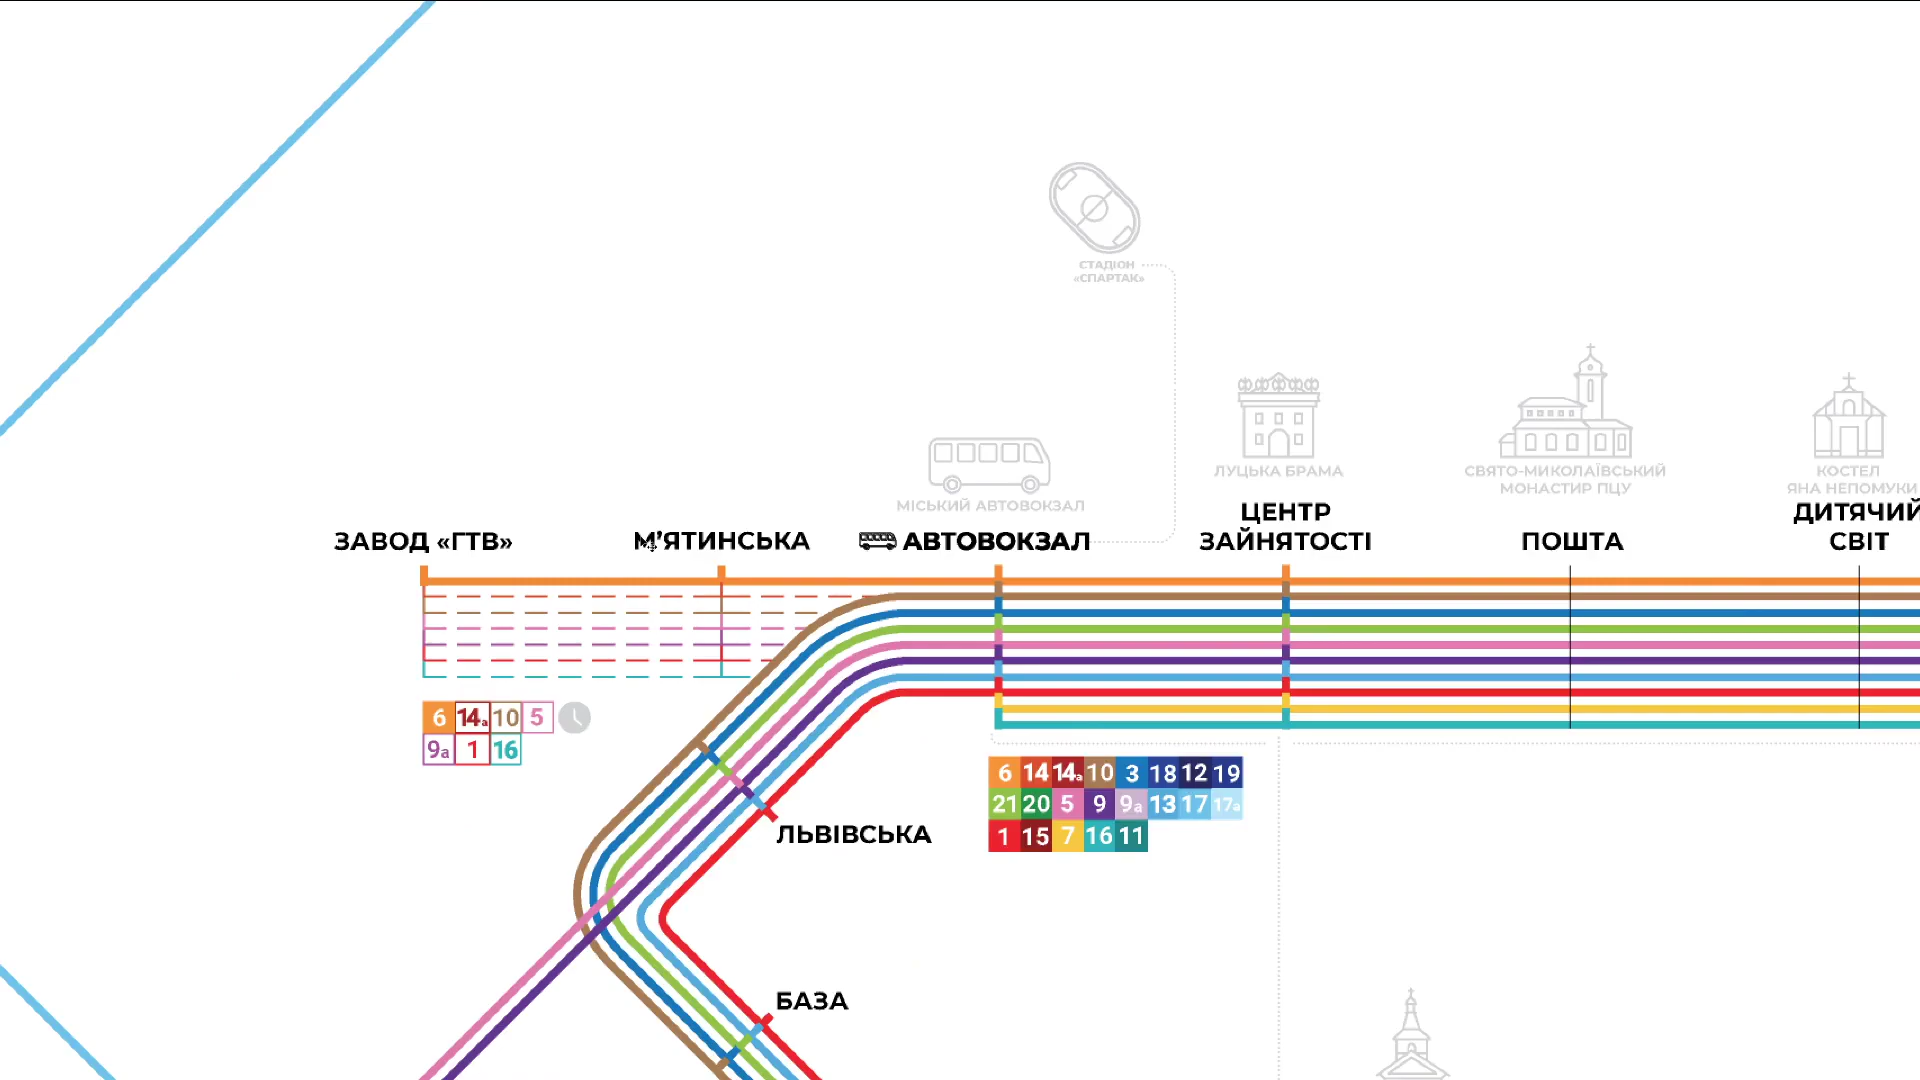 СТАДІОН
«СПАРТАК»
ЛУЦЬКА БРАМА
СВЯТО-МИКОЛАЇВСЬКИЙ
МОНАСТИР ПЦУ
КОСТЕЛ
ЯНА НЕПОМУКИ
МІСЬКИЙ АВТОВОКЗАЛ
ЗАВОД «ГТВ»
М’ЯТИНСЬКА
АВТОВОКЗАЛ
ЦЕНТР
ЗАЙНЯТОСТІ
ПОШТА
ДИТЯЧИЙ
СВІТ
6 14а 10 5
9а 1 16
6 14 14а 10 3 18 12 19
21 20 5 9 9а 13 17 17а
1 15 7 16 11
ЛЬВІВСЬКА
БАЗА